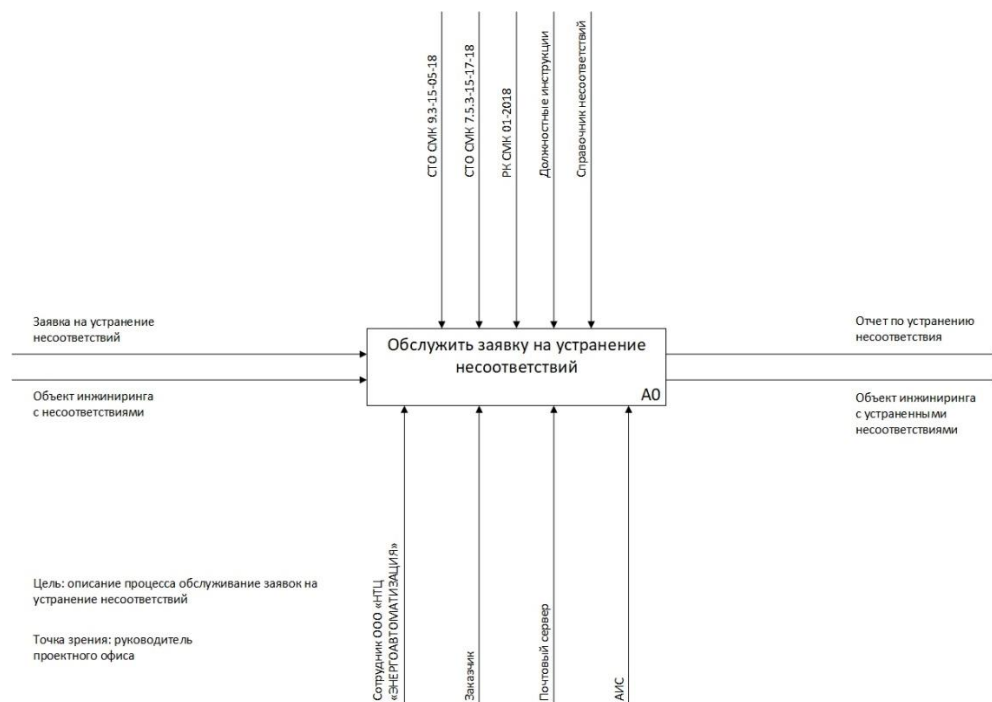 СТО СМК 9.3-15-05-18
СТО СМК 7.5.3-15-17-18
РК СМК 01-2018
Должностные инструкции
Справочник несоответствий
Заявка на устранение
несоответствий
Объект инжиниринга
с несоответствиями
Обслужить заявку на устранение
несоответствий
A0
Отчет по устранению
несоответствия
Объект инжиниринга
с устраненными
несоответствиями
Цель: описание процесса обслуживание заявок на
устранение несоответствий
Точка зрения: руководитель
проектного офиса
Сотрудник ООО «НТЦ
«ЭНЕРГОАВТОМАТИЗАЦИЯ»
Заказчик
Почтовый сервер
АИС